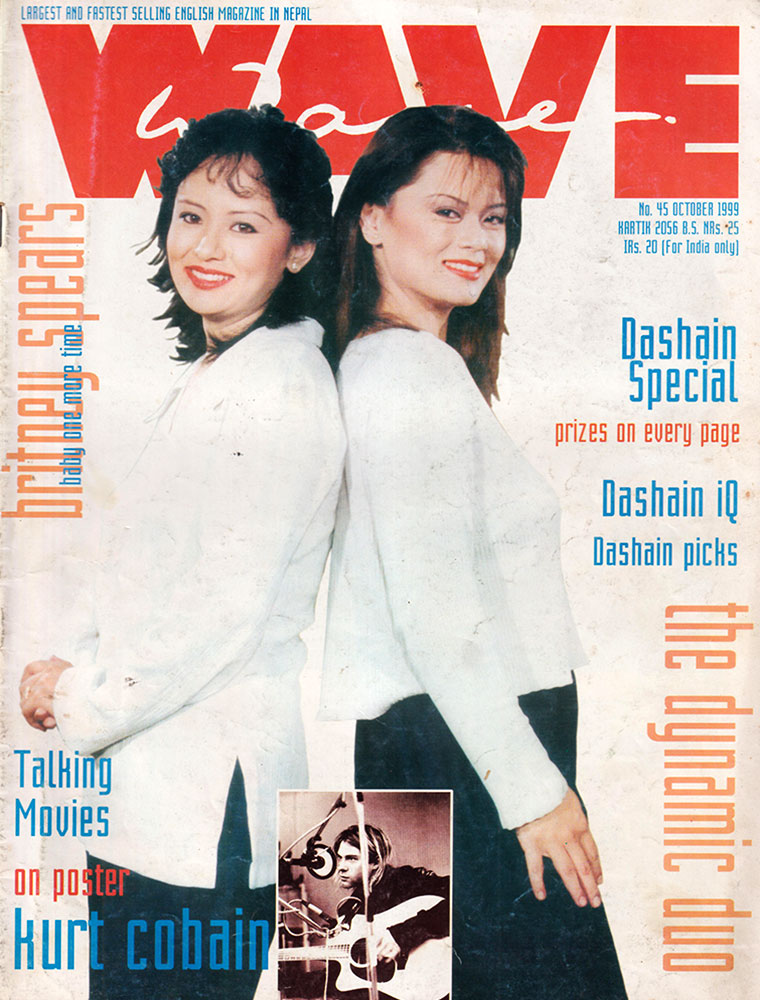 LARGEST AND FASTEST SELLING ENGLISH MAGAZINE IN NEPAL
WAVE
wave
No. 45 OCTOBER 1999
KARTIK 2056 B.S. NRs. 25
IRs. 20 (For India only)
britney spears
baby one more time
Dashain
Special
prizes on every page
Dashain iQ
Dashain picks
the dynamic duo
Talking
Movies
on poster
kurt cobain